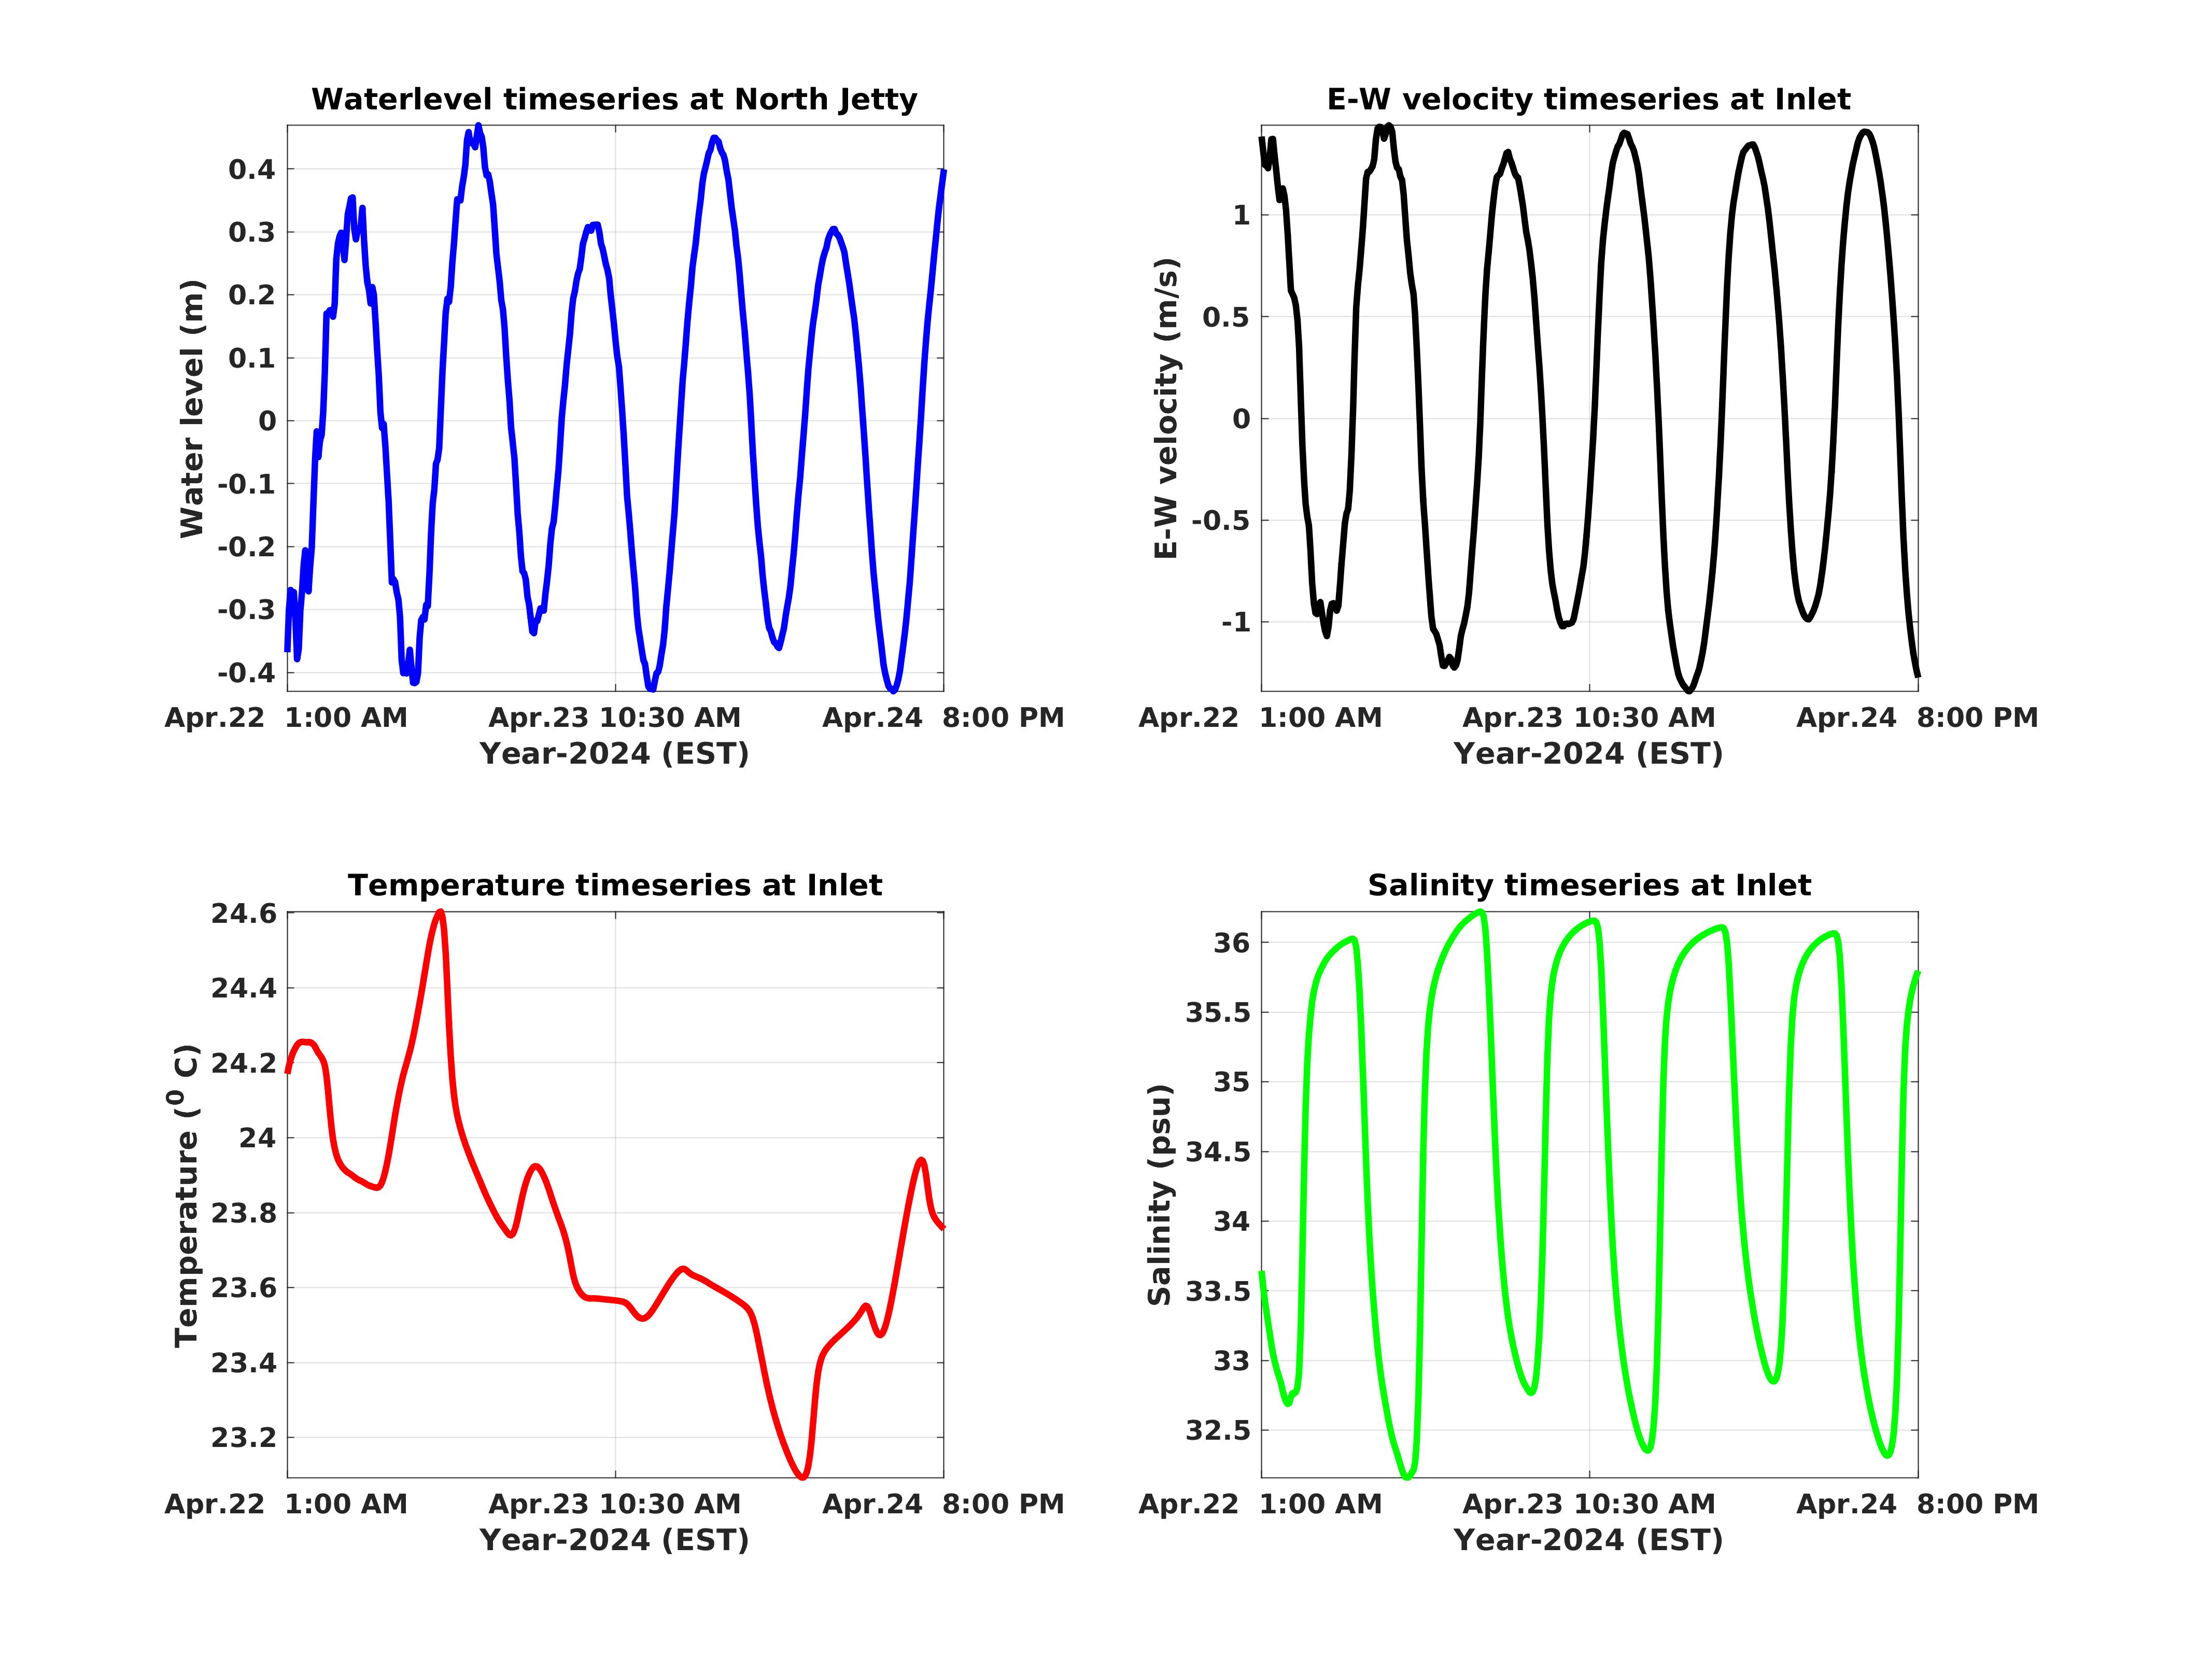 Waterlevel timeseries at North Jetty
Water level (m)
0.4
0.3
0.2
0.1
0
-0.1
-0.2
-0.3
-0.4
Apr.22 1:00 AM
Apr.23 10:30 AM
Apr.24 8:00 PM
Year-2024 (EST)
E-W velocity timeseries at Inlet
E-W velocity (m/s)
1
0.5
0
-0.5
-1
Apr.22 1:00 AM
Apr.23 10:30 AM
Apr.24 8:00 PM
Year-2024 (EST)
Temperature timeseries at Inlet
Temperature (⁰ C)
24.6
24.4
24.2
24
23.8
23.6
23.4
23.2
Apr.22 1:00 AM
Apr.23 10:30 AM
Apr.24 8:00 PM
Year-2024 (EST)
Salinity timeseries at Inlet
Salinity (psu)
36
35.5
35
34.5
34
33.5
33
32.5
Apr.22 1:00 AM
Apr.23 10:30 AM
Apr.24 8:00 PM
Year-2024 (EST)